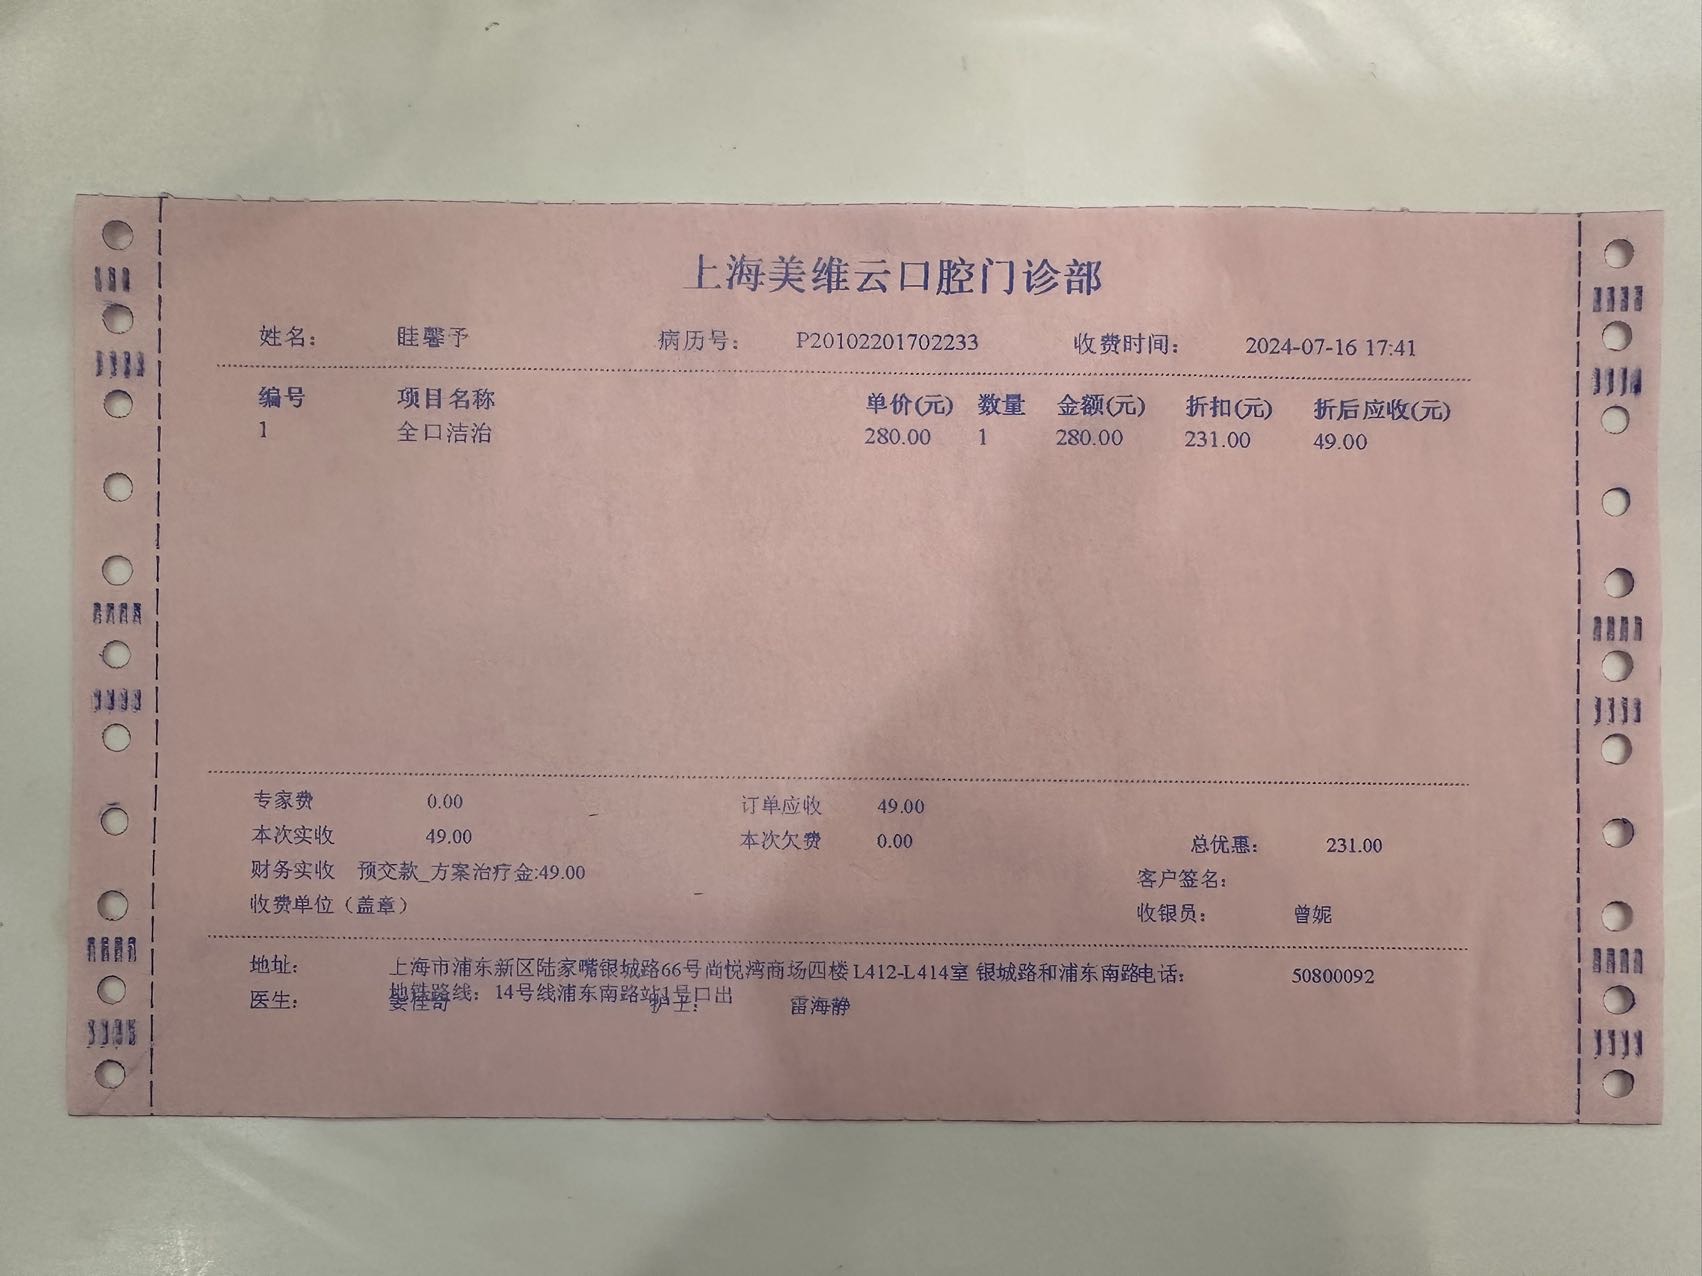 上海美维云口腔门诊部
姓名： 眭馨予 病历号： P20102201702233 收费时间： 2024-07-16 17:41
编号 项目名称 单价(元) 数量 金额(元) 折扣(元) 折后应收(元)
1 全口洁治 280.00 1 280.00 231.00 49.00
专家费 0.00 订单应收 49.00
本次实收 49.00 本次欠费 0.00 总优惠： 231.00
财务实收 预交款_方案治疗金:49.00 客户签名：
收费单位（盖章） 收银员： 曾妮
地址： 上海市浦东新区陆家嘴银城路66号尚悦湾商场四楼L412-L414室 银城路和浦东南路电话： 50800092
地铁路线：14号线浦东南路站1号口出
医生： 护士： 雷海静